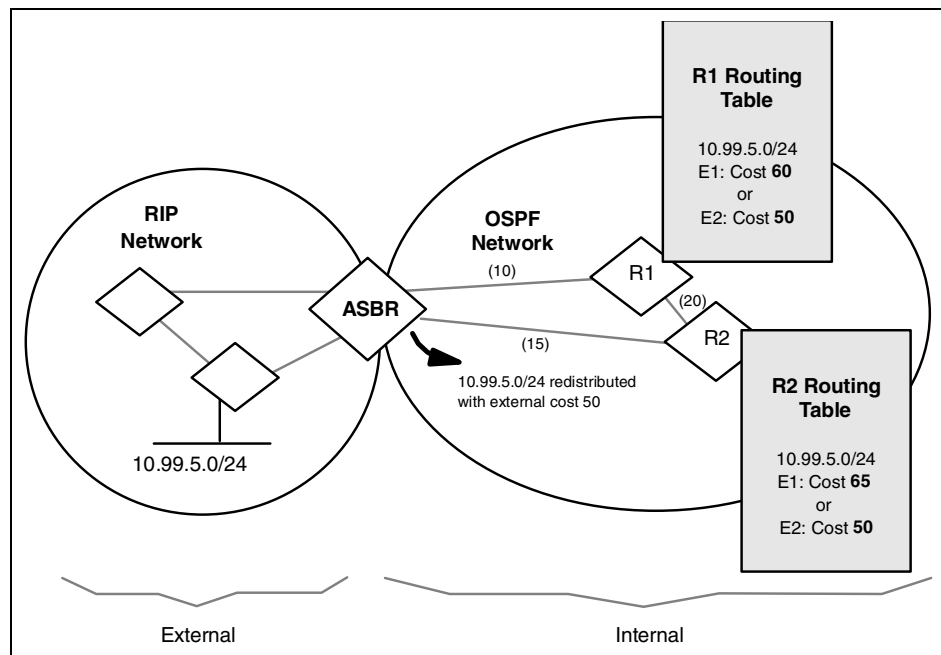 R1 Routing
Table
10.99.5.0/24
E1: Cost 60
or
E2: Cost 50
RIP
Network
OSPF
Network
(10)
R1
ASBR
(20)
R2
(15)
10.99.5.0/24 redistributed
with external cost 50
10.99.5.0/24
R2 Routing
Table
10.99.5.0/24
E1: Cost 65
or
E2: Cost 50
External
Internal